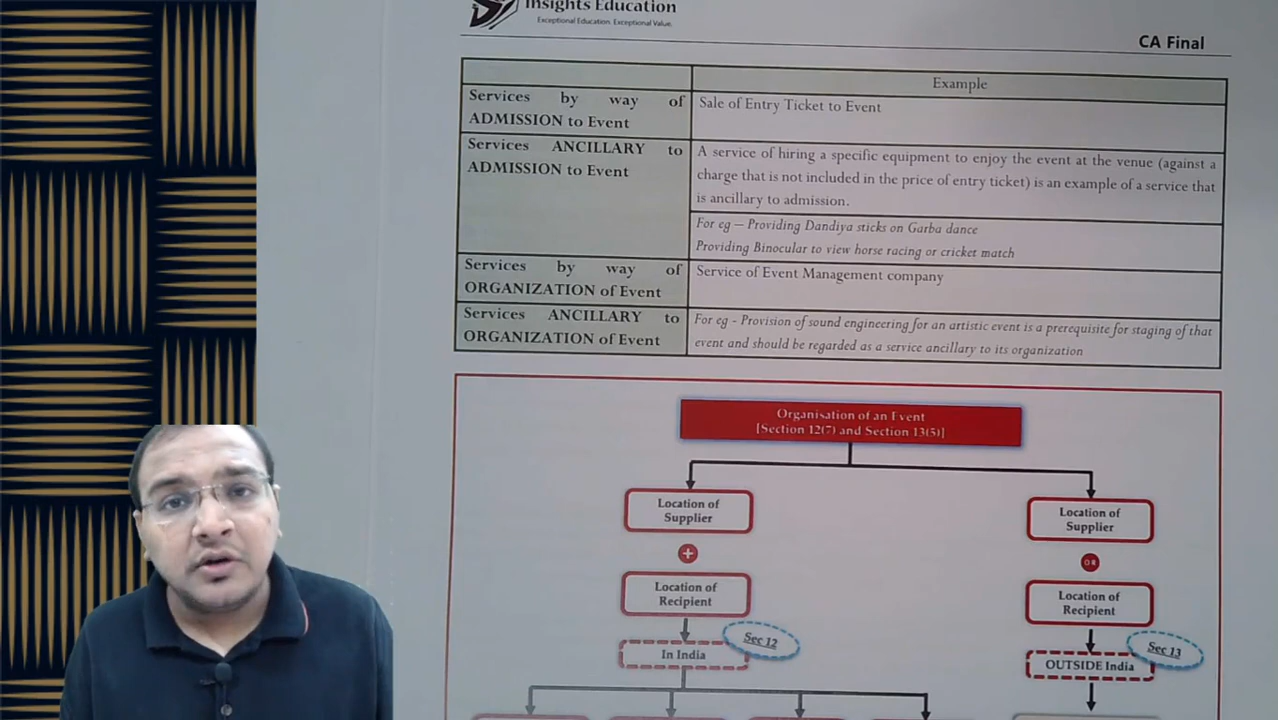 Insights Education
Exceptional Education. Exceptional Value.
CA Final
Example
Services by way of
ADMISSION to Event
Sale of Entry Ticket to Event
Services ANCILLARY to
ADMISSION to Event
A service of hiring a specific equipment to enjoy the event at the venue (against a
charge that is not included in the price of entry ticket) is an example of a service that
is ancillary to admission.
For eg – Providing Dandiya sticks on Garba dance
Providing Binocular to view horse racing or cricket match
Services by way of
ORGANIZATION of Event
Service of Event Management company
Services ANCILLARY to
ORGANIZATION of Event
For eg - Provision of sound engineering for an artistic event is a prerequisite for staging of that
event and should be regarded as a service ancillary to its organization
Organisation of an Event
[Section 12(7) and Section 13(5)]
Location of
Supplier
+
Location of
Recipient
Sec 12
In India
Location of
Supplier
OR
Location of
Recipient
Sec 13
OUTSIDE India